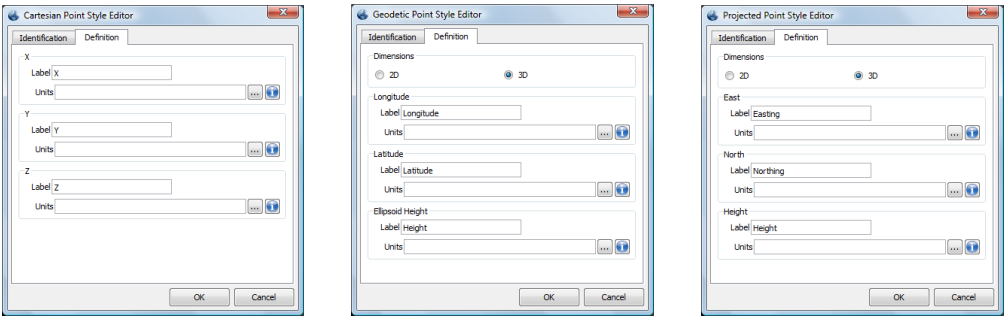 Cartesian Point Style Editor
Identification Definition
X
Label X
Units ...
Y
Label Y
Units ...
Z
Label Z
Units ...
OK Cancel
Geodetic Point Style Editor
Identification Definition
Dimensions
2D 3D
Longitude
Label Longitude
Units ...
Latitude
Label Latitude
Units ...
Ellipsoid Height
Label Height
Units ...
OK Cancel
Projected Point Style Editor
Identification Definition
Dimensions
2D 3D
East
Label Easting
Units ...
North
Label Northing
Units ...
Height
Label Height
Units ...
OK Cancel